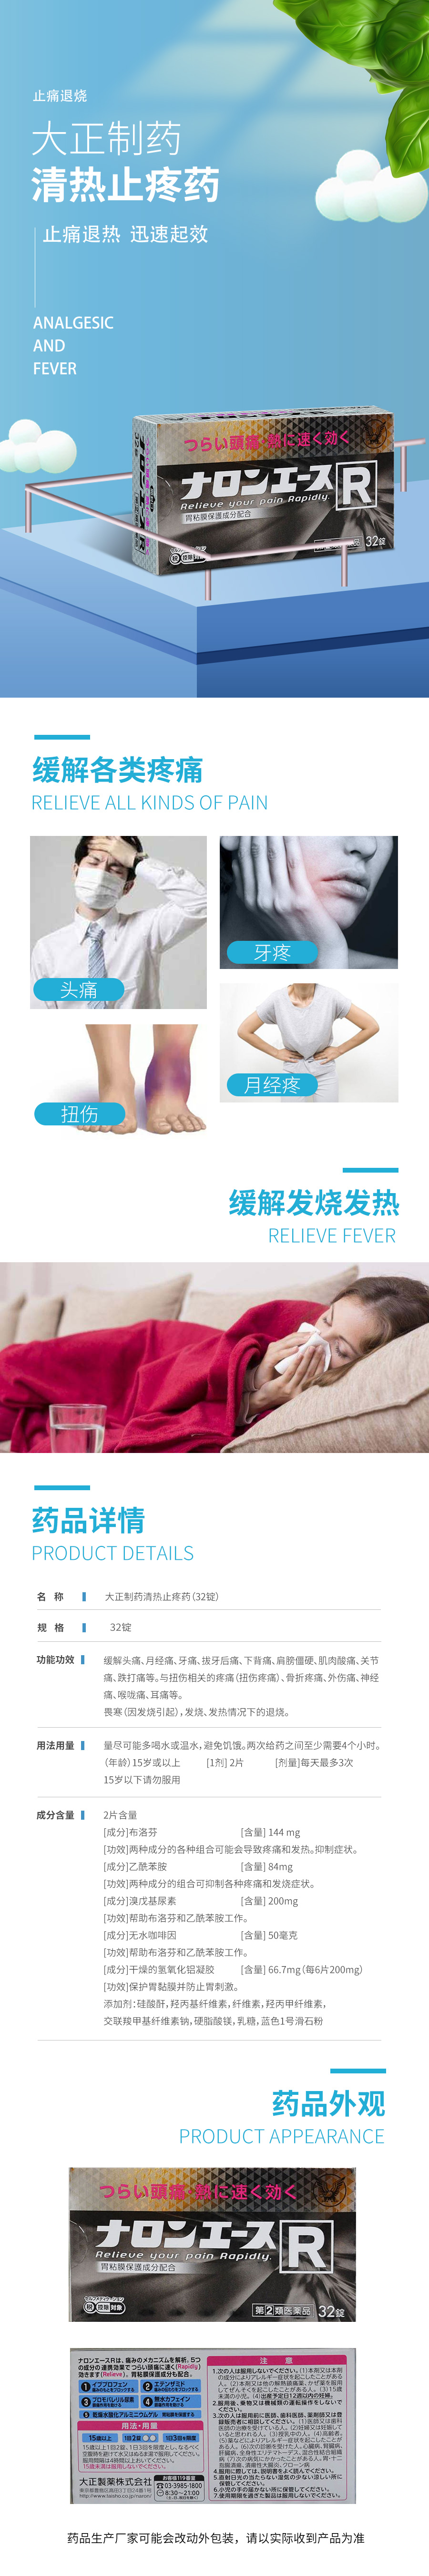 止痛退烧
大正制药
清热止疼药
止痛退热 迅速起效
ANALGESIC
AND
FEVER
つらい頭痛・熱に速く効く
ナロンエースR
Relieve your pain Rapidly.
胃粘膜保護成分配合
32錠
缓解各类疼痛
RELIEVE ALL KINDS OF PAIN
头痛
牙疼
扭伤
月经疼
缓解发烧发热
RELIEVE FEVER
药品详情
PRODUCT DETAILS
名 称 大正制药清热止疼药(32锭)
规 格 32锭
功能功效 缓解头痛、月经痛、牙痛、拔牙后痛、下背痛、肩膀僵硬、肌肉酸痛、关节
痛、跌打痛等。与扭伤相关的疼痛(扭伤疼痛)、骨折疼痛、外伤痛、神经
痛、喉咙痛、耳痛等。
畏寒(因发烧引起),发烧、发热情况下的退烧。
用法用量 量尽可能多喝水或温水,避免饥饿。两次给药之间至少需要4个小时。
(年龄)15岁或以上 [1剂] 2片 [剂量]每天最多3次
15岁以下请勿服用
成分含量 2片含量
[成分]布洛芬 [含量] 144 mg
[功效]两种成分的各种组合可能会导致疼痛和发热。抑制症状。
[成分]乙酰苯胺 [含量] 84mg
[功效]两种成分的组合可抑制各种疼痛和发烧症状。
[成分]溴戊基尿素 [含量] 200mg
[功效]帮助布洛芬和乙酰苯胺工作。
[成分]无水咖啡因 [含量] 50毫克
[功效]帮助布洛芬和乙酰苯胺工作。
[成分]干燥的氢氧化铝凝胶 [含量] 66.7mg(每6片200mg)
[功效]保护胃黏膜并防止胃刺激。
添加剂:硅酸酐,羟丙基纤维素,纤维素,羟丙甲纤维素,
交联羧甲基纤维素钠,硬脂酸镁,乳糖,蓝色1号滑石粉
药品外观
PRODUCT APPEARANCE
つらい頭痛・熱に速く効く
ナロンエースR
Relieve your pain Rapidly.
胃粘膜保護成分配合
税 控除 対象
第②類医薬品 32錠
ナロンエースRは、痛みのメカニズムを解析。5つ
の成分の連携効果でつらい頭痛に速く(Rapidly)
効きます(Relieve)。胃粘膜保護成分も配合。
1 イブプロフェン
2 エテンザミド
3 ブロモバレリル尿素
4 無水カフェイン
5 乾燥水酸化アルミニウムゲル
用法・用量
15歳以上 1回2錠 1日3回を限度
15歳未満は服用しないでください。
大正製薬株式会社
http://www.taisho.co.jp/naron/
03-3985-1800
8:30～21:00
注 意
药品生产厂家可能会改动外包装，请以实际收到产品为准